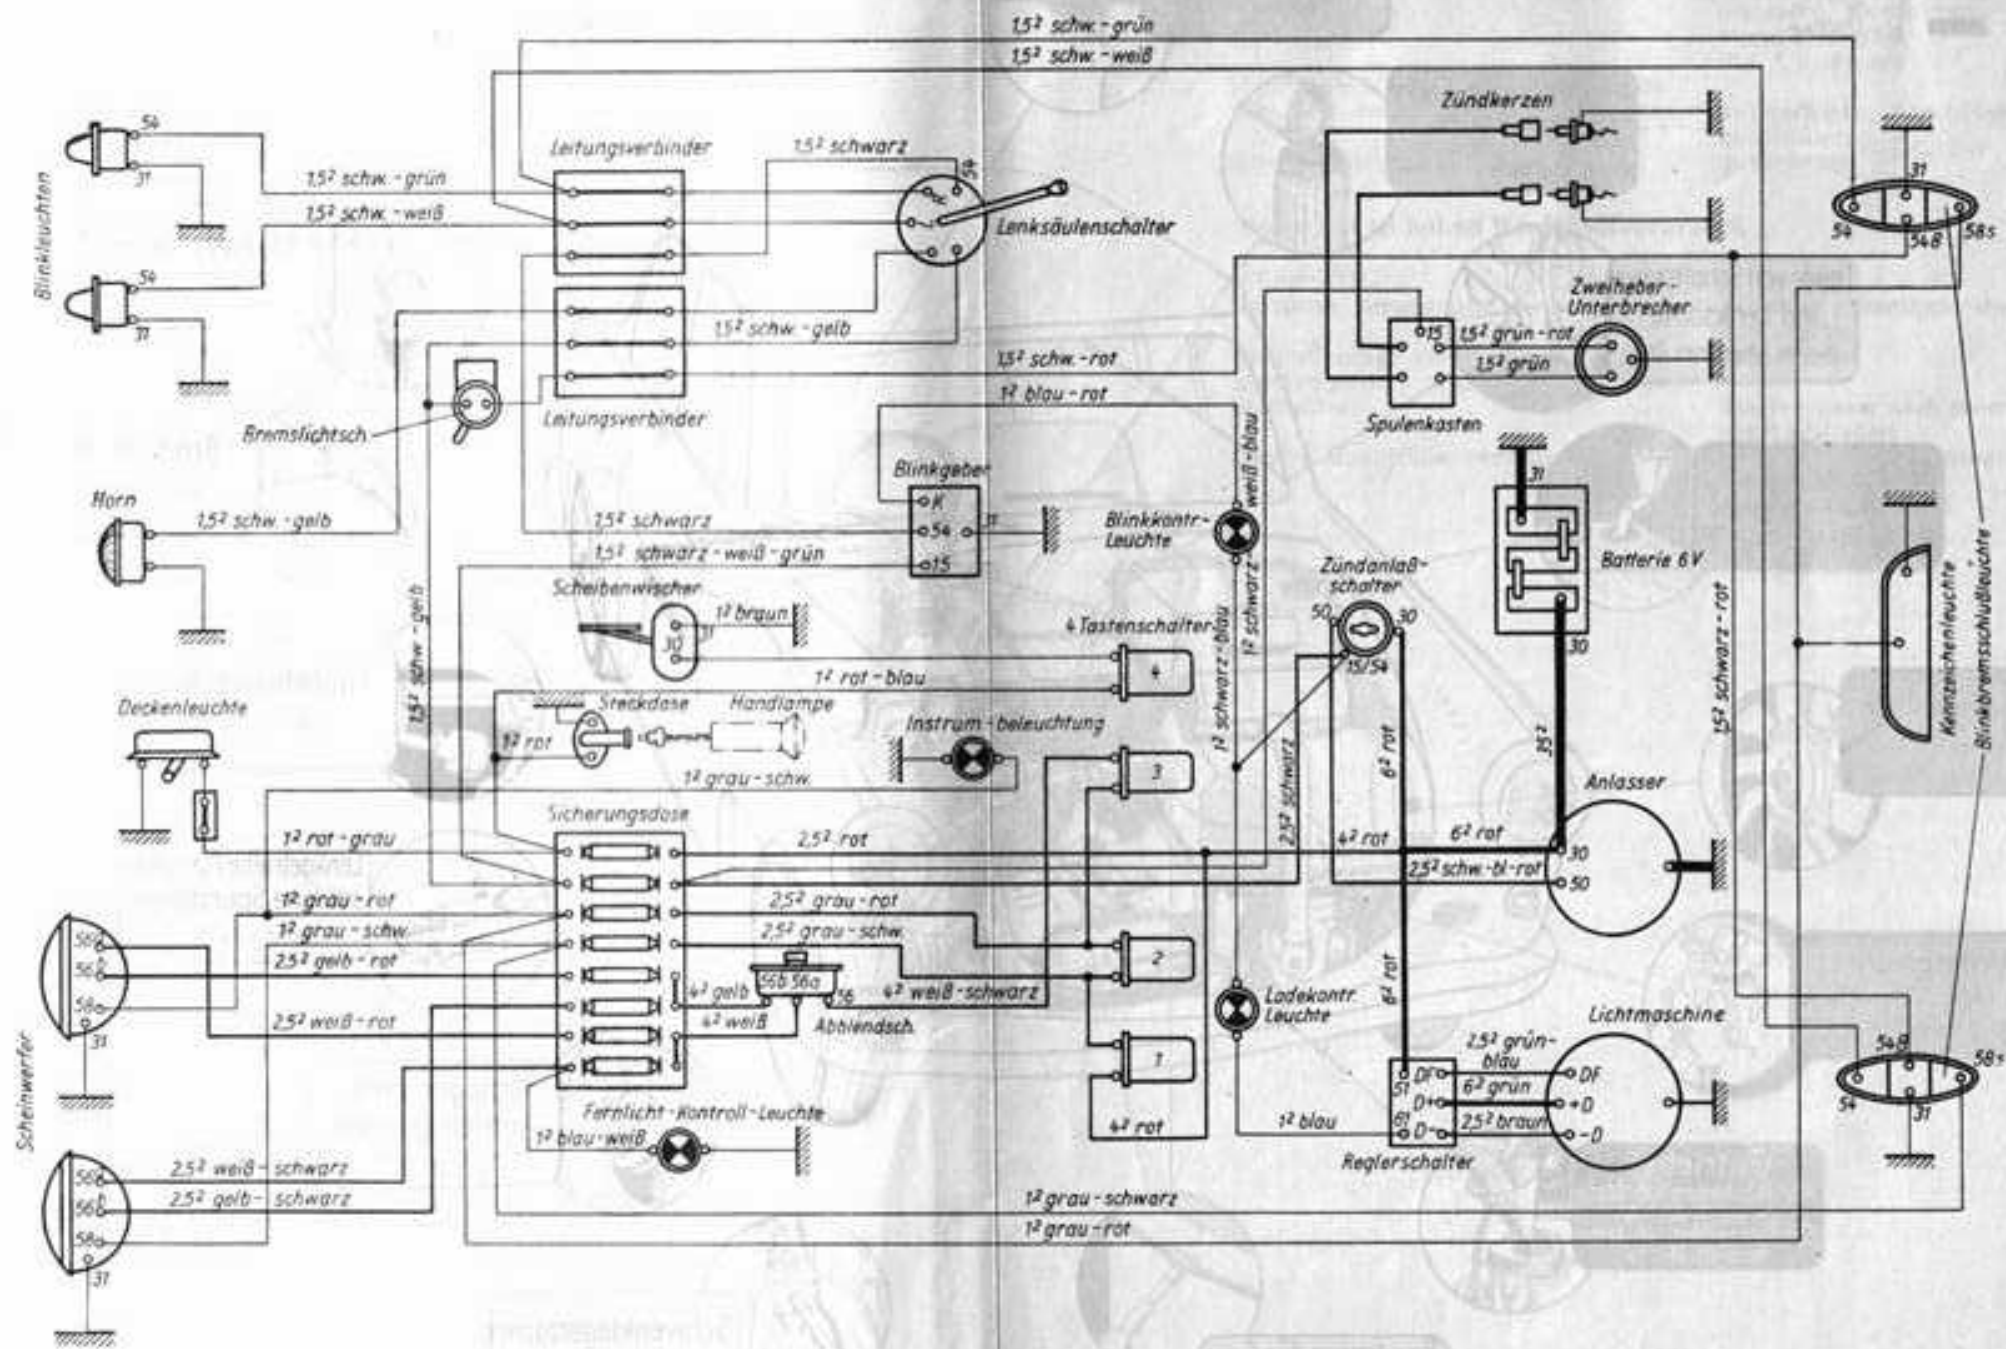 1,5² schw.-grün
1,5² schw.-weiß
Zündkerzen
54
31
Blinkleuchten
1,5² schw.-grün
1,5² schw.-weiß
54
31
Leitungsverbinder
1,5² schwarz
54
R
L
Lenksäulenschalter
31
54
54B
58s
Zweiheber-
Unterbrecher
15
1,5² grün-rot
1,5² grün
Spulenkasten
1,5² schw.-gelb
1,5² schw.-rot
1² blau-rot
Leitungsverbinder
Bremslichtsch
Horn
1,5² schw.-gelb
1,5² schw.-gelb
Blinkgeber
K
54
31
15
1,5² schwarz
1,5² schwarz-weiß-grün
Blinkkontr-
Leuchte
weiß-blau
1² schwarz
1² schwarz-blau
Zündanlaß-
schalter
50
30
15/54
31
Batterie 6V
30
35²
1,5² schwarz-rot
Kennzeichenleuchte
Blinkbremsschlußleuchte
Scheibenwischer
30
31
1² braun
4 Tastenschalter
4
1² rot-blau
Deckenleuchte
Steckdose
Handlampe
1² rot
Instrum-beleuchtung
1² grau-schw.
3
2,5² schwarz
6² rot
Anlasser
Sicherungsdose
1² rot-grau
2,5² rot
4² rot
6² rot
30
2,5² schw.-bl-rot
50
1² grau-rot
2,5² grau-rot
1² grau-schw.
2,5² grau-schw.
2,5² gelb-rot
2
56b
56a
56
4² gelb
4² weiß-schwarz
4² weiß
Abblendsch.
2,5² weiß-rot
58
31
Scheinwerfer
1
4² rot
Ladekontr.
Leuchte
6² rot
Lichtmaschine
2,5² grün-
blau
6² grün
2,5² braun
51
DF
D+
61
D-
DF
+D
-D
Reglerschalter
1² blau
54B
58s
54
31
Fernlicht-Kontroll-Leuchte
1² blau-weiß
2,5² weiß-schwarz
2,5² gelb-schwarz
58
31
1² grau-schwarz
1² grau-rot